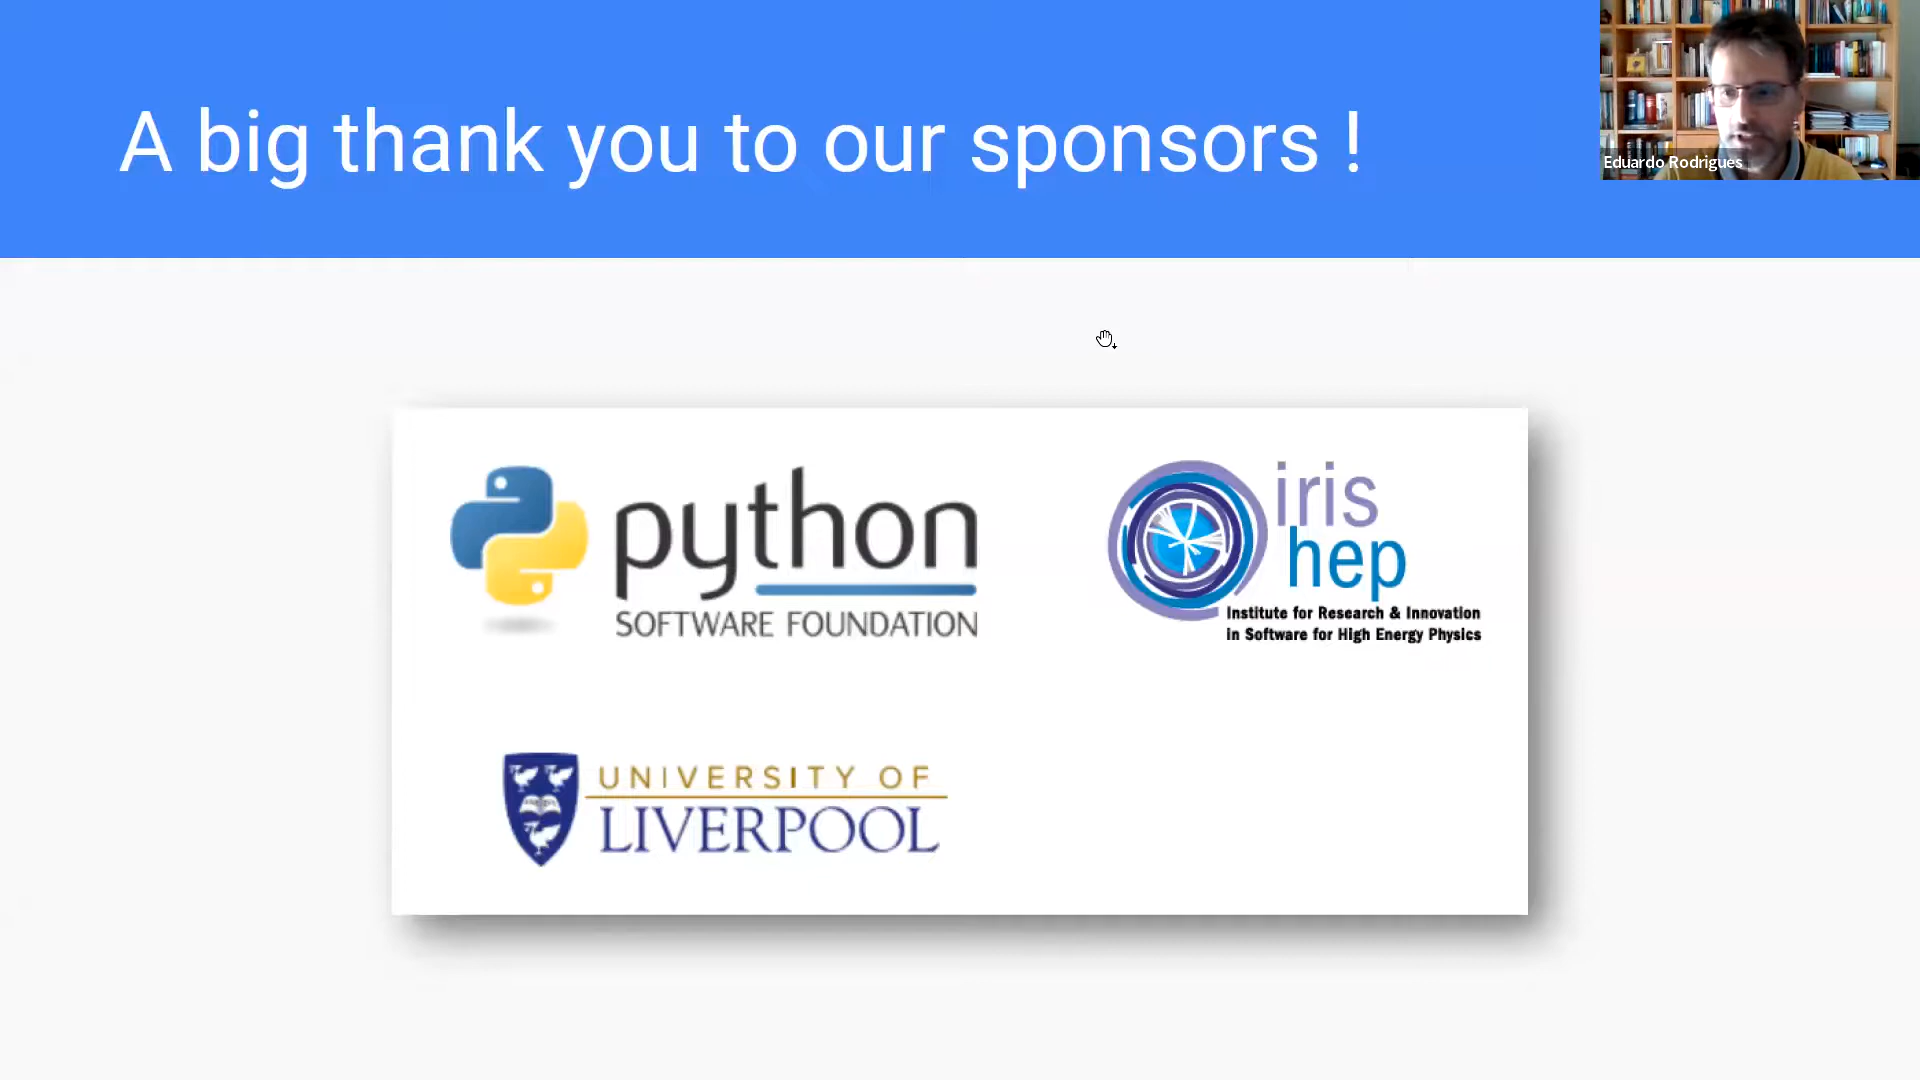 A big thank you to our sponsors !
Eduardo Rodrigues
python
SOFTWARE FOUNDATION
iris
hep
Institute for Research & Innovation
in Software for High Energy Physics
UNIVERSITY OF
LIVERPOOL